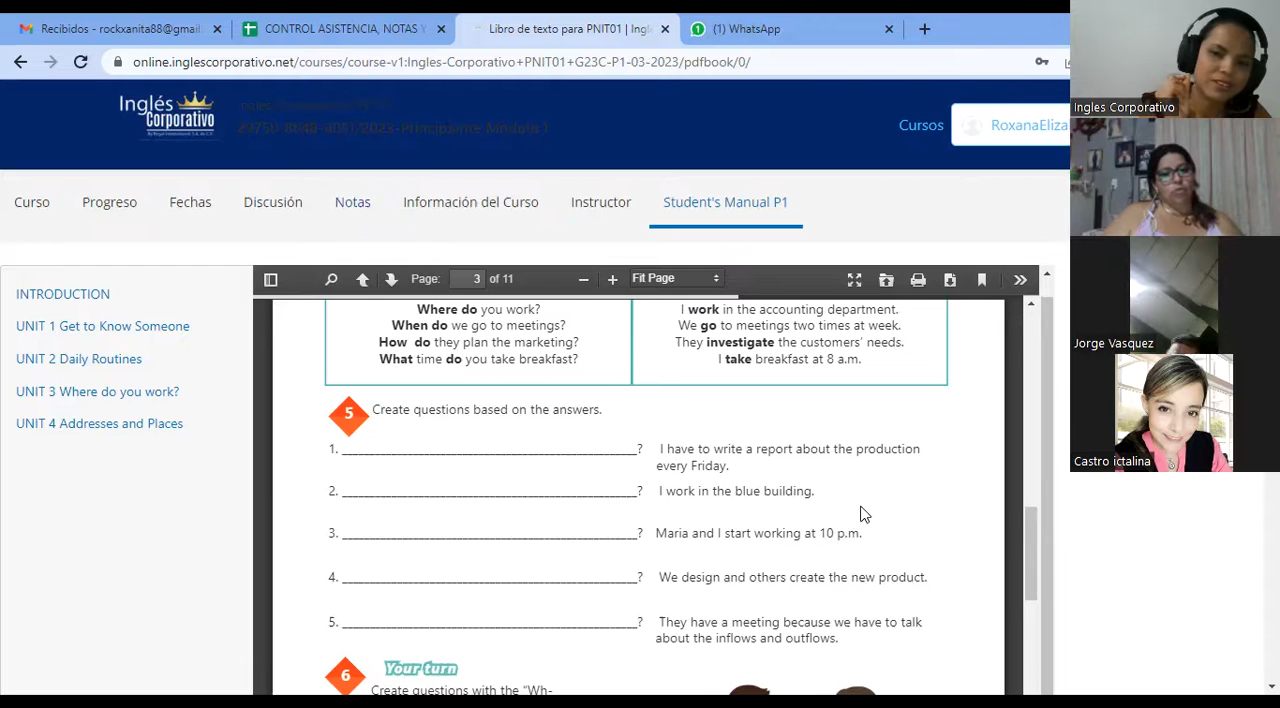 Recibidos - rockxanita88@gmail
CONTROL ASISTENCIA, NOTAS Y
Libro de texto para PNIT01 | Ingl
(1) WhatsApp
online.inglescorporativo.net/courses/course-v1:Ingles-Corporativo+PNIT01+G23C-P1-03-2023/pdfbook/0/
Inglés
Corporativo
Cursos
RoxanaEliza
Curso
Progreso
Fechas
Discusión
Notas
Información del Curso
Instructor
Student's Manual P1
INTRODUCTION
UNIT 1 Get to Know Someone
UNIT 2 Daily Routines
UNIT 3 Where do you work?
UNIT 4 Addresses and Places
Page: 3 of 11
Fit Page
Where do you work?
When do we go to meetings?
How do they plan the marketing?
What time do you take breakfast?
I work in the accounting department.
We go to meetings two times at week.
They investigate the customers’ needs.
I take breakfast at 8 a.m.
5 Create questions based on the answers.
1. ______________________________________________? I have to write a report about the production
every Friday.
2. ______________________________________________? I work in the blue building.
3. ______________________________________________? Maria and I start working at 10 p.m.
4. ______________________________________________? We design and others create the new product.
5. ______________________________________________? They have a meeting because we have to talk
about the inflows and outflows.
6 Your turn
Create questions with the “Wh-
Ingles Corporativo
Jorge Vasquez
Castro ictalina